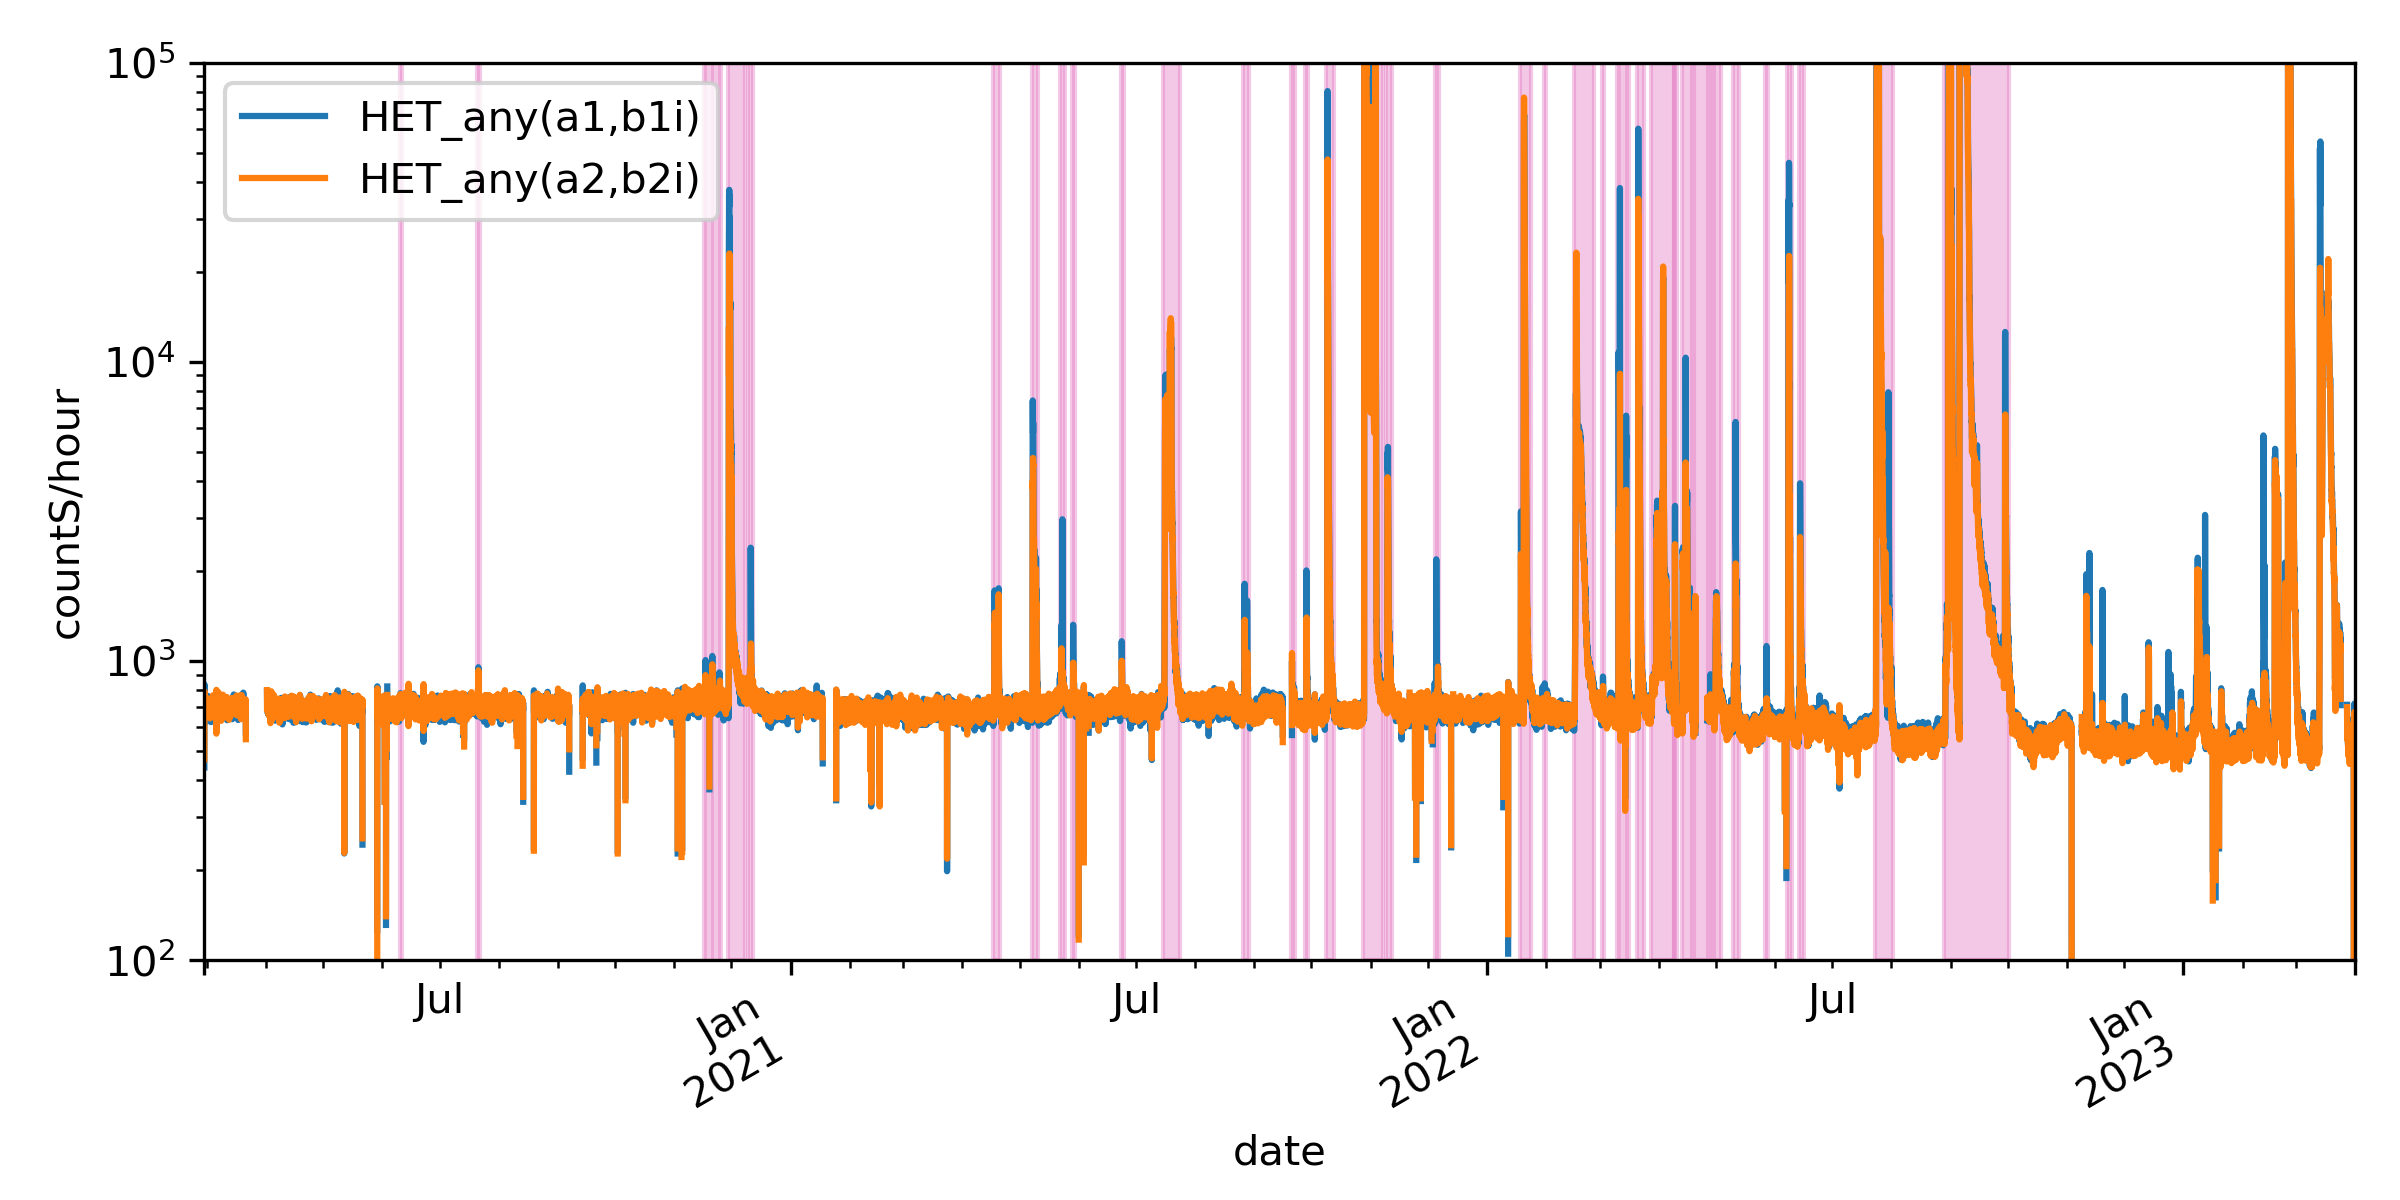 10⁵
HET_any(a1,b1i)
HET_any(a2,b2i)
10⁴
countS/hour
10³
10²
Jul
Jan
2021
Jul
Jan
2022
Jul
Jan
2023
date